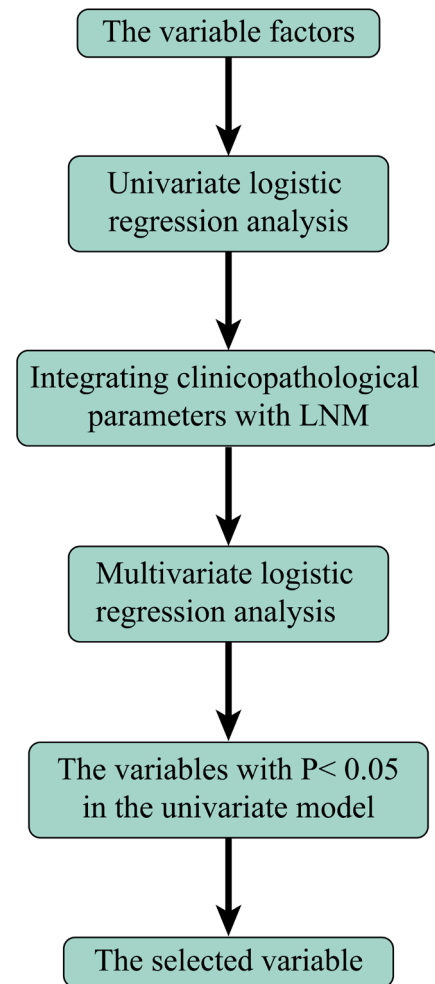 The variable factors
Univariate logistic
regression analysis
Integrating clinicopathological
parameters with LNM
Multivariate logistic
regression analysis
The variables with P< 0.05
in the univariate model
The selected variable